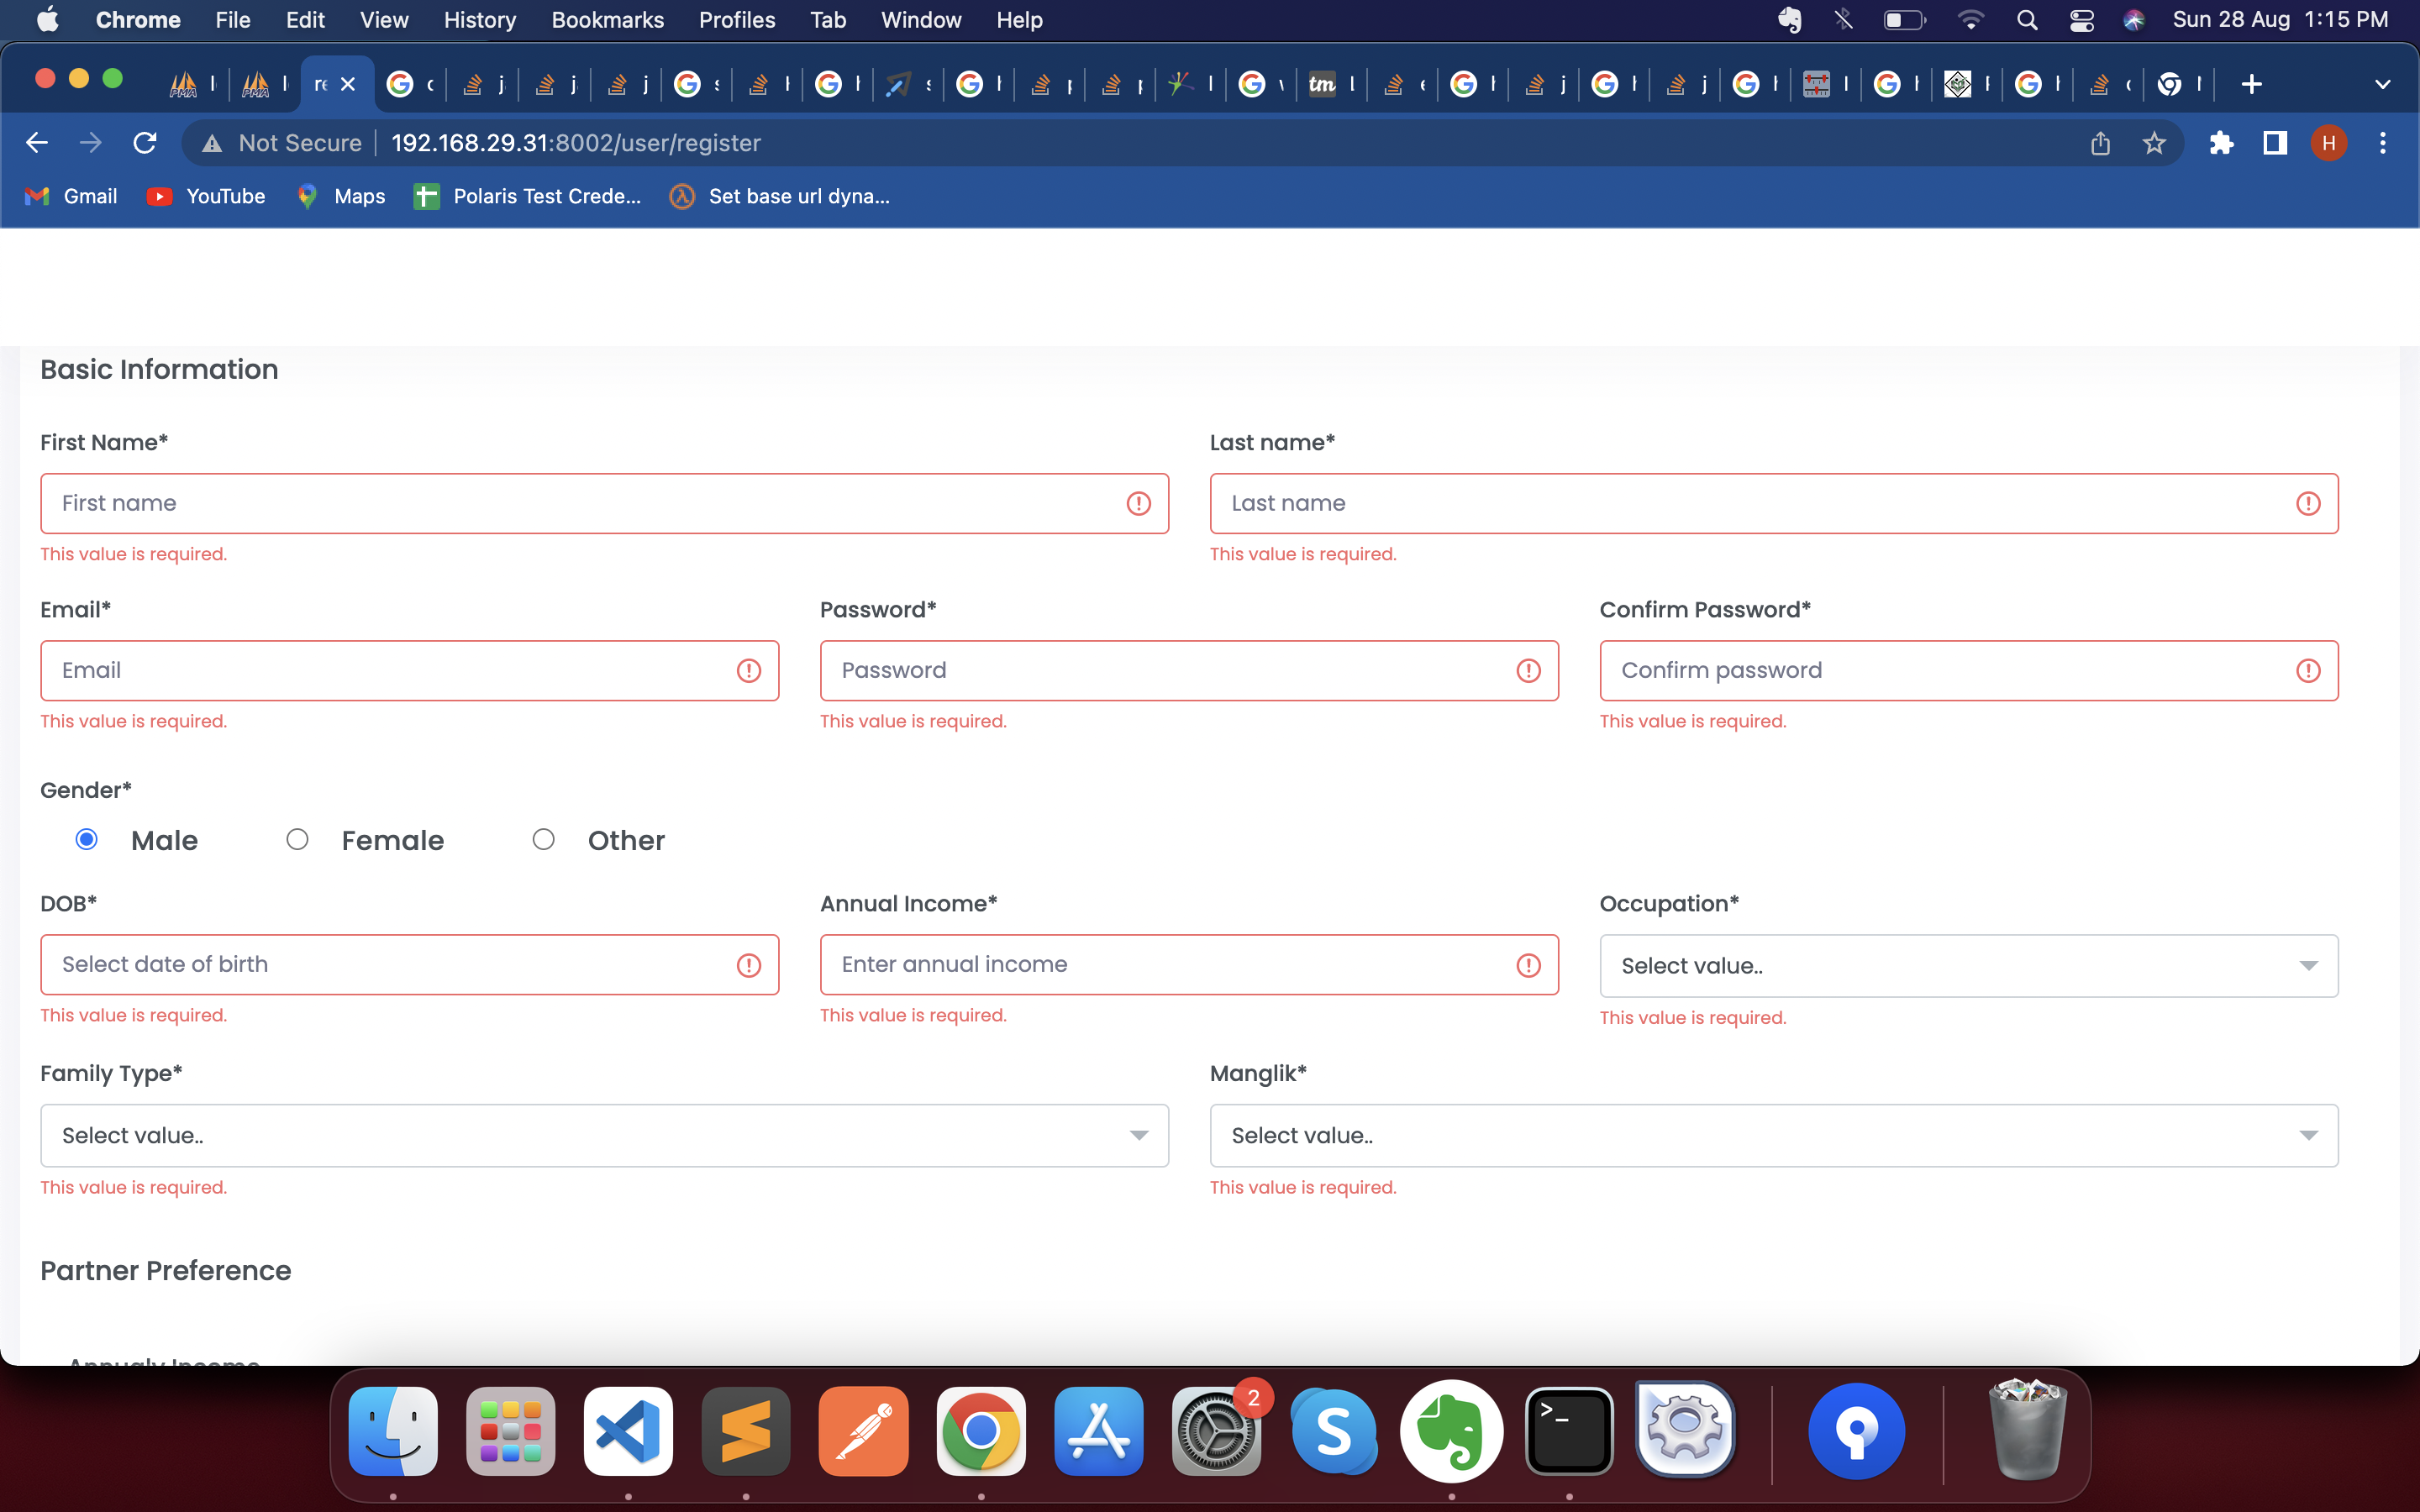 Chrome File Edit View History Bookmarks Profiles Tab Window Help Sun 28 Aug 1:15 PM
Not Secure 192.168.29.31:8002/user/register H
Gmail YouTube Maps Polaris Test Crede... Set base url dyna...
Basic Information
First Name* Last name*
First name Last name
This value is required. This value is required.
Email* Password* Confirm Password*
Email Password Confirm password
This value is required. This value is required. This value is required.
Gender*
Male Female Other
DOB* Annual Income* Occupation*
Select date of birth Enter annual income Select value..
This value is required. This value is required. This value is required.
Family Type* Manglik*
Select value.. Select value..
This value is required. This value is required.
Partner Preference
2